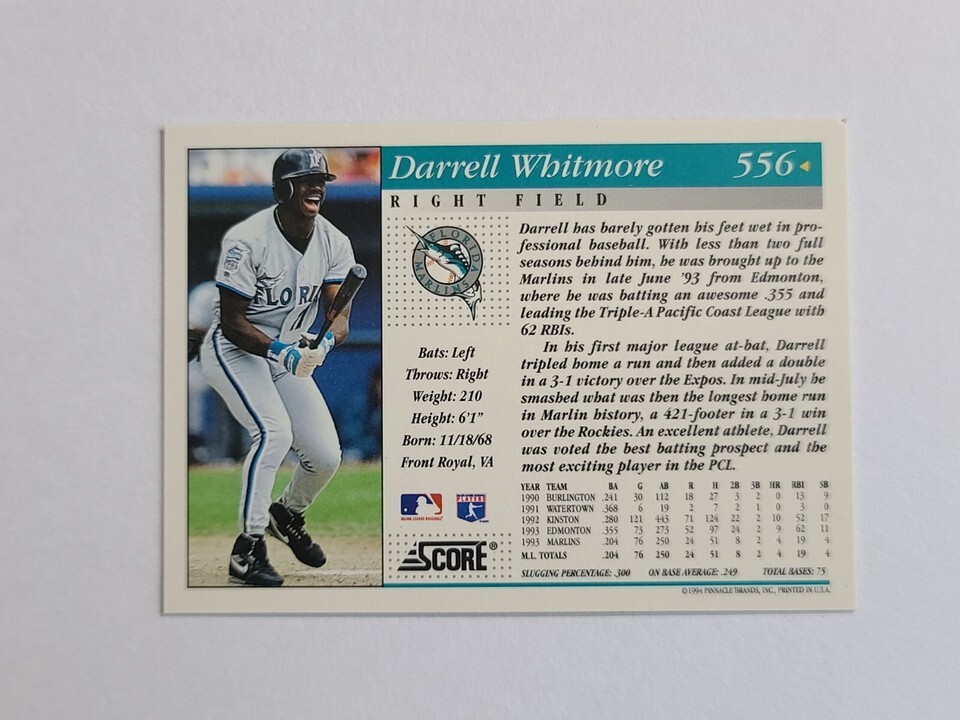 Darrell Whitmore 556
RIGHT FIELD
FLORIDA
MARLINS
FLORI
Bats: Left
Throws: Right
Weight: 210
Height: 6'1"
Born: 11/18/68
Front Royal, VA
MAJOR LEAGUE BASEBALL
PLAYERS
SCORE®
Darrell has barely gotten his feet wet in pro-
fessional baseball. With less than two full
seasons behind him, he was brought up to the
Marlins in late June '93 from Edmonton,
where he was batting an awesome .355 and
leading the Triple-A Pacific Coast League with
62 RBIs.
In his first major league at-bat, Darrell
tripled home a run and then added a double
in a 3-1 victory over the Expos. In mid-July he
smashed what was then the longest home run
in Marlin history, a 421-footer in a 3-1 win
over the Rockies. An excellent athlete, Darrell
was voted the best batting prospect and the
most exciting player in the PCL.
YEAR TEAM BA G AB R H 2B 3B HR RBI SB
1990 BURLINGTON .241 30 112 18 27 3 2 0 13 9
1991 WATERTOWN .368 6 19 2 7 2 1 0 3 0
1992 KINSTON .280 121 443 71 124 22 2 10 52 17
1993 EDMONTON .355 73 273 52 97 24 2 9 62 11
1993 MARLINS .204 76 250 24 51 8 2 4 19 4
M.L. TOTALS .204 76 250 24 51 8 2 4 19 4
SLUGGING PERCENTAGE: .300 ON BASE AVERAGE: .249 TOTAL BASES: 75
©1994 PINNACLE BRANDS, INC., PRINTED IN U.S.A.